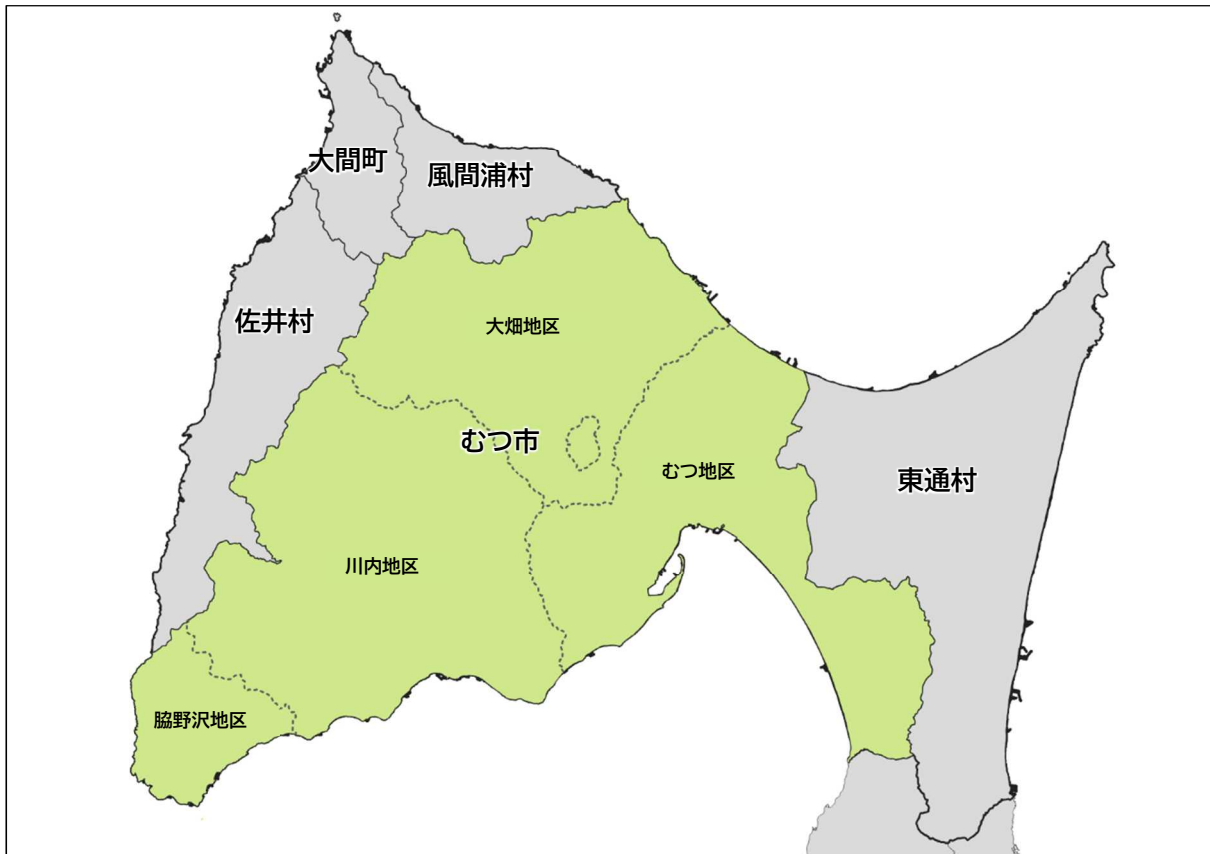 大間町
風間浦村
佐井村
大畑地区
むつ市
むつ地区
東通村
川内地区
脇野沢地区